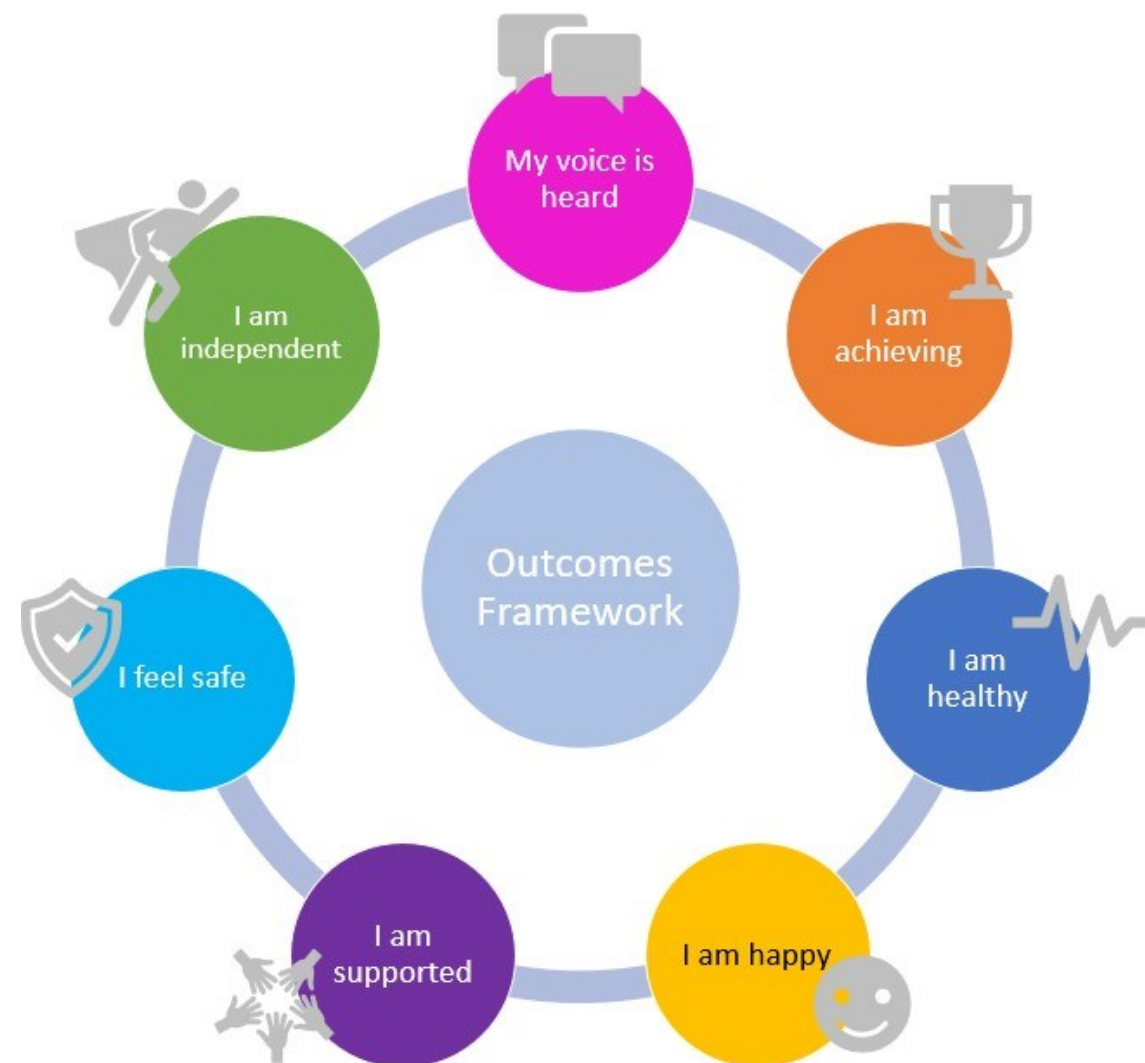 My voice is
heard
I am
achieving
I am
healthy
I am happy
I am
supported
I feel safe
I am
independent
Outcomes
Framework